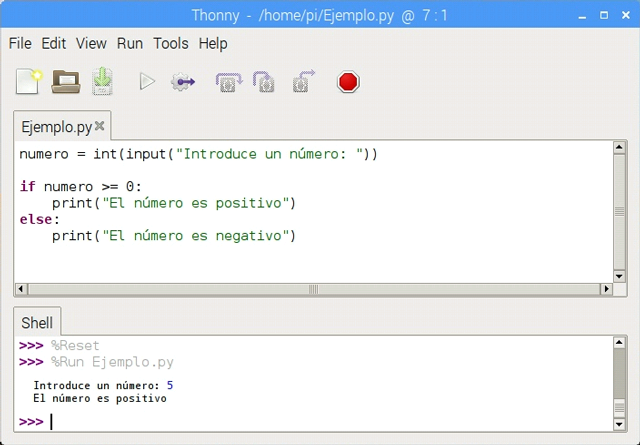 Thonny - /home/pi/Ejemplo.py @ 7 : 1
File Edit View Run Tools Help
Ejemplo.py
numero = int(input("Introduce un número: "))
if numero >= 0:
    print("El número es positivo")
else:
    print("El número es negativo")
Shell
>>> %Reset
>>> %Run Ejemplo.py
Introduce un número: 5
El número es positivo
>>>